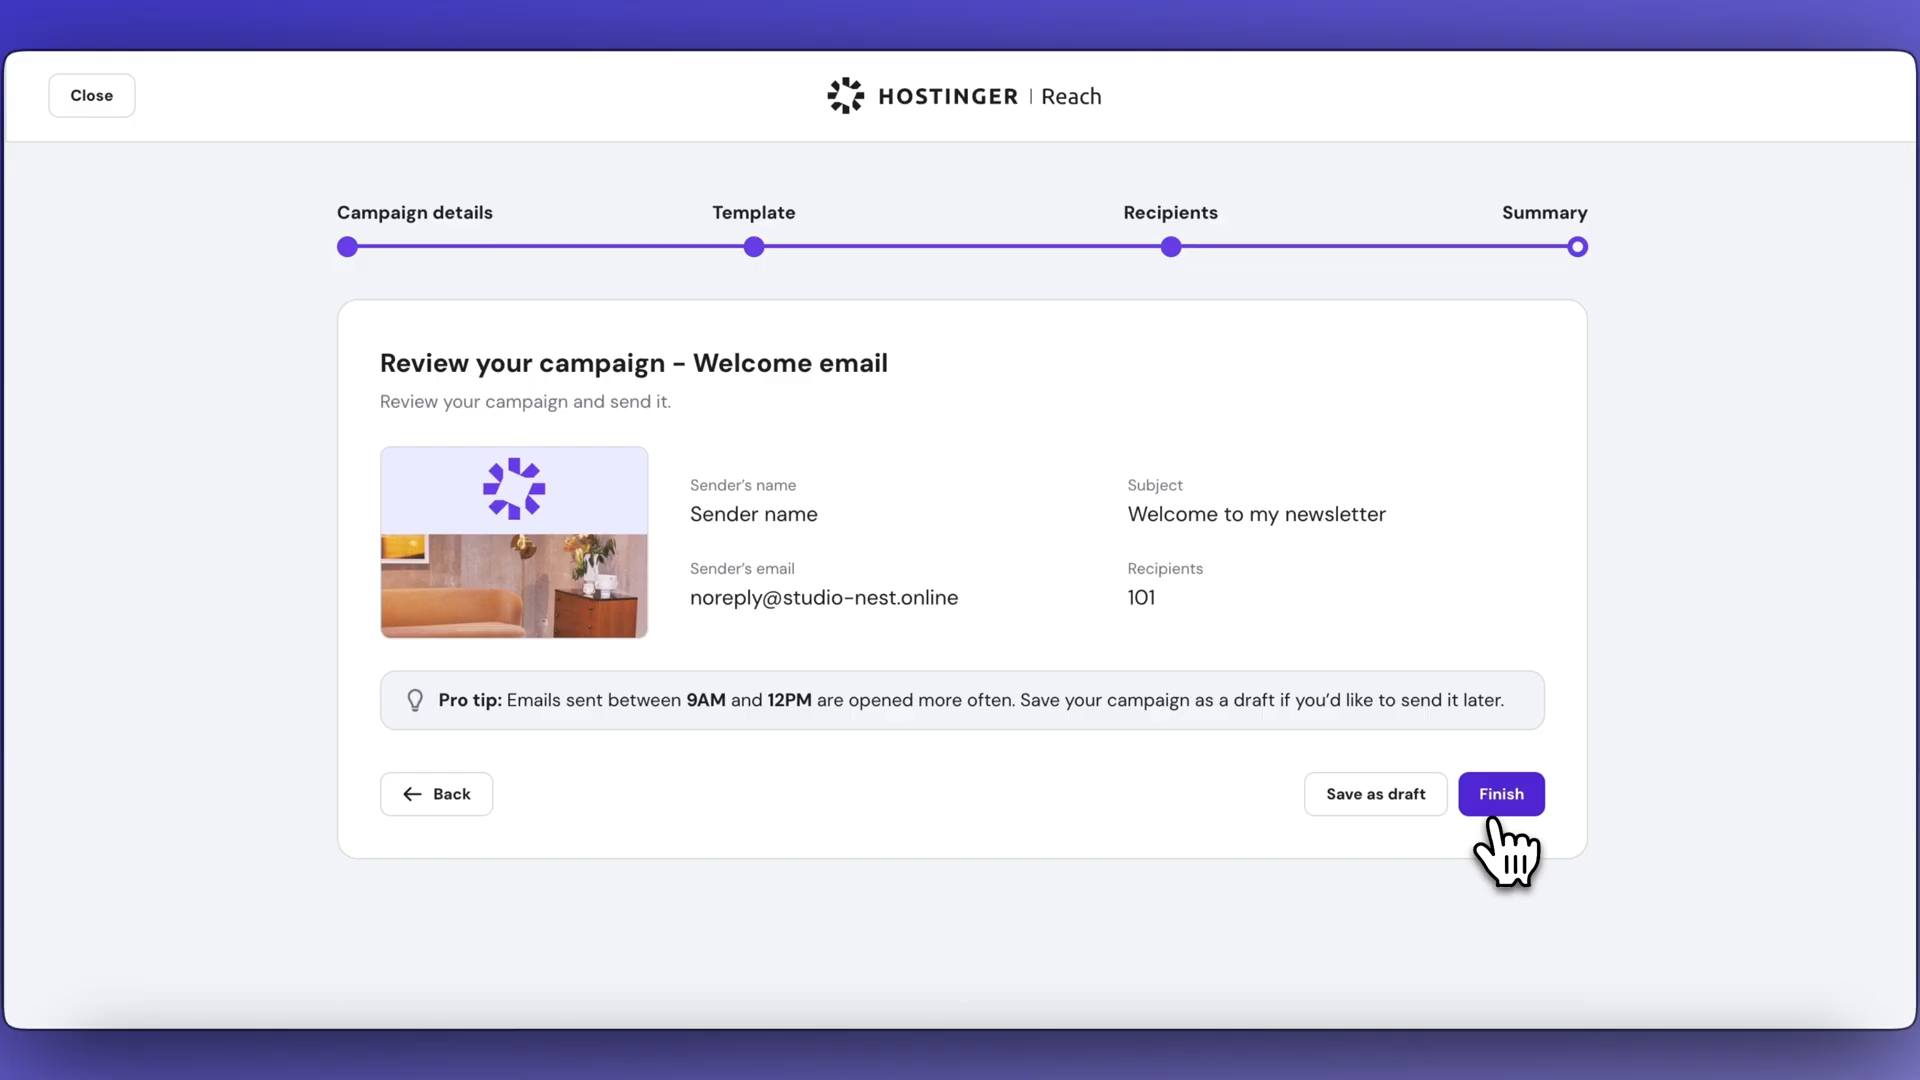 Close
HOSTINGER | Reach
Campaign details
Template
Recipients
Summary
Review your campaign – Welcome email
Review your campaign and send it.
Sender’s name
Sender name
Subject
Welcome to my newsletter
Sender’s email
noreply@studio-nest.online
Recipients
101
Pro tip: Emails sent between 9AM and 12PM are opened more often. Save your campaign as a draft if you’d like to send it later.
Back
Save as draft
Finish